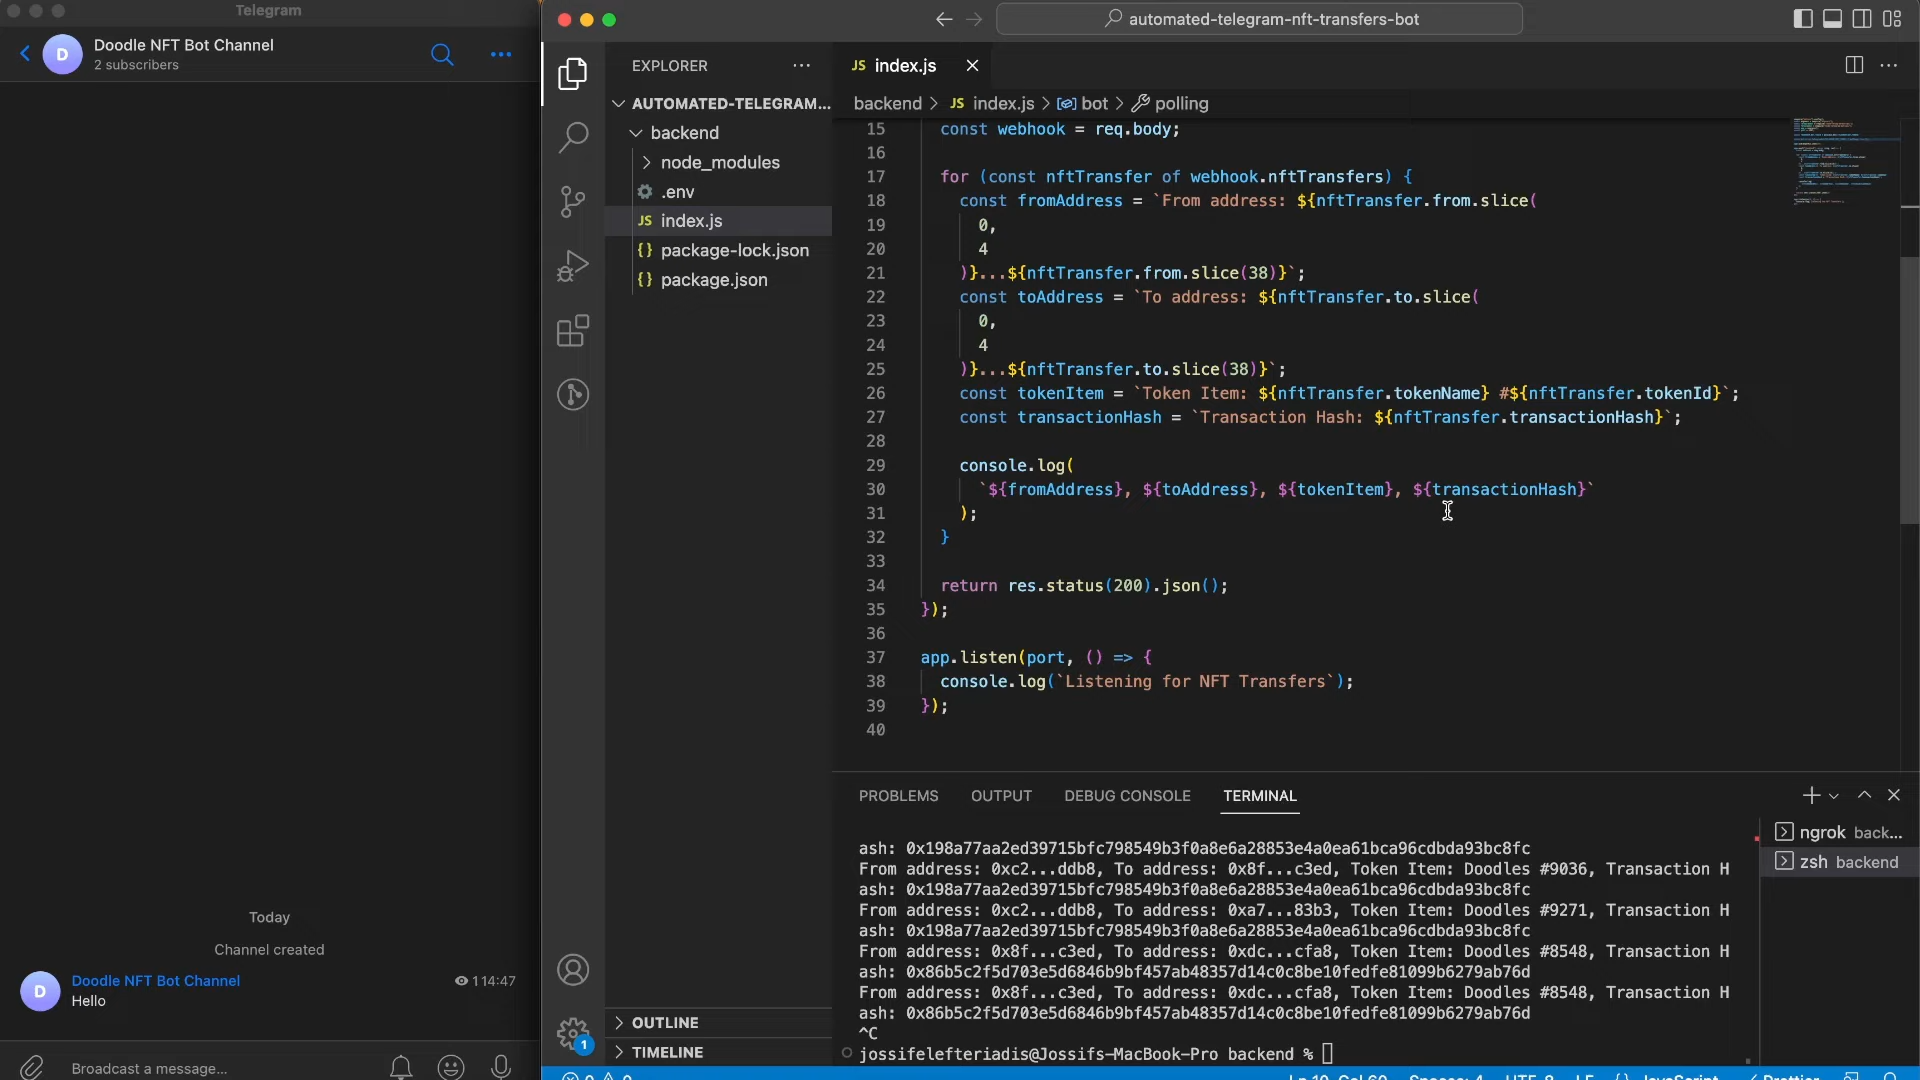 Telegram
Doodle NFT Bot Channel
2 subscribers
D
Today
Channel created
D
Doodle NFT Bot Channel
1 14:47
Hello
Broadcast a message...
automated-telegram-nft-transfers-bot
EXPLORER
AUTOMATED-TELEGRAM...
backend
node_modules
.env
JS index.js
{} package-lock.json
{} package.json
OUTLINE
TIMELINE
1
JS index.js
backend > JS index.js > bot > polling
15 const webhook = req.body;
16
17 for (const nftTransfer of webhook.nftTransfers) {
18 const fromAddress = `From address: ${nftTransfer.from.slice(
19 0,
20 4
21 )}...${nftTransfer.from.slice(38)}`;
22 const toAddress = `To address: ${nftTransfer.to.slice(
23 0,
24 4
25 )}...${nftTransfer.to.slice(38)}`;
26 const tokenItem = `Token Item: ${nftTransfer.tokenName} #${nftTransfer.tokenId}`;
27 const transactionHash = `Transaction Hash: ${nftTransfer.transactionHash}`;
28
29 console.log(
30 `${fromAddress}, ${toAddress}, ${tokenItem}, ${transactionHash}`
31 );
32 }
33
34 return res.status(200).json();
35 });
36
37 app.listen(port, () => {
38 console.log(`Listening for NFT Transfers`);
39 });
40
PROBLEMS OUTPUT DEBUG CONSOLE TERMINAL
ash: 0x198a77aa2ed39715bfc798549b3f0a8e6a28853e4a0ea61bca96cdbda93bc8fc
From address: 0xc2...ddb8, To address: 0x8f...c3ed, Token Item: Doodles #9036, Transaction H
ash: 0x198a77aa2ed39715bfc798549b3f0a8e6a28853e4a0ea61bca96cdbda93bc8fc
From address: 0xc2...ddb8, To address: 0xa7...83b3, Token Item: Doodles #9271, Transaction H
ash: 0x198a77aa2ed39715bfc798549b3f0a8e6a28853e4a0ea61bca96cdbda93bc8fc
From address: 0x8f...c3ed, To address: 0xdc...cfa8, Token Item: Doodles #8548, Transaction H
ash: 0x86b5c2f5d703e5d6846b9bf457ab48357d14c0c8be10fedfe81099b6279ab76d
From address: 0x8f...c3ed, To address: 0xdc...cfa8, Token Item: Doodles #8548, Transaction H
ash: 0x86b5c2f5d703e5d6846b9bf457ab48357d14c0c8be10fedfe81099b6279ab76d
^C
jossifelefteriadis@Jossifs-MacBook-Pro backend %
ngrok back...
zsh backend